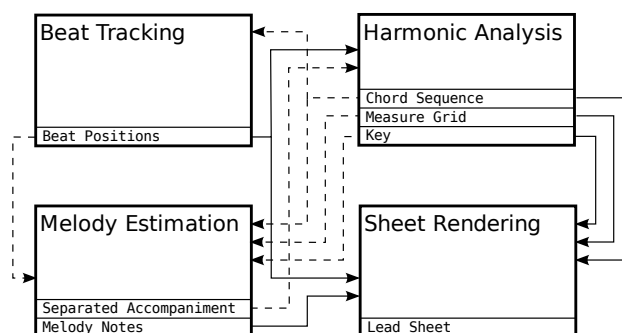 Beat Tracking
Beat Positions
Harmonic Analysis
Chord Sequence
Measure Grid
Key
Melody Estimation
Separated Accompaniment
Melody Notes
Sheet Rendering
Lead Sheet